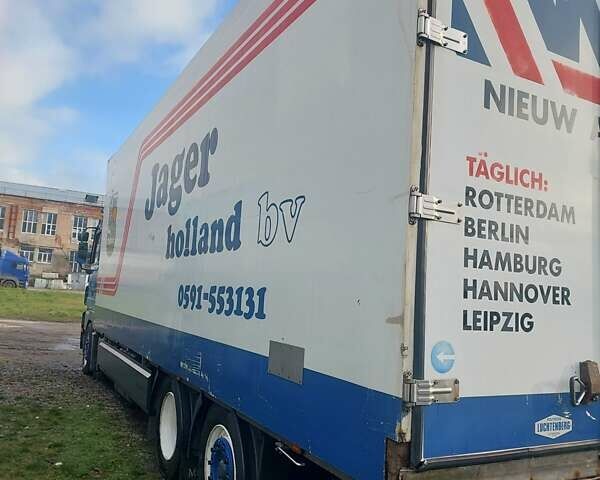 Jager
holland bv
0591-553131
NIEUW
TÄGLICH:
ROTTERDAM
BERLIN
HAMBURG
HANNOVER
LEIPZIG
LUCHTENBERG